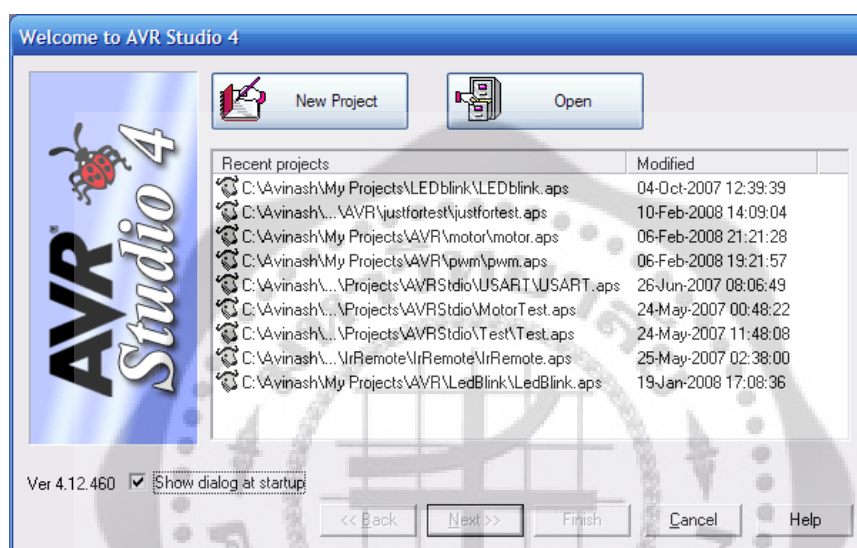 Welcome to AVR Studio 4
New Project
Open
AVR Studio 4
Recent projects Modified
C:\Avinash\My Projects\LEDblink\LEDblink.aps 04-Oct-2007 12:39:39
C:\Avinash\...\AVR\justfortest\justfortest.aps 10-Feb-2008 14:09:04
C:\Avinash\My Projects\AVR\motor\motor.aps 06-Feb-2008 21:21:28
C:\Avinash\My Projects\AVR\pwm\pwm.aps 06-Feb-2008 19:21:57
C:\Avinash\...\Projects\AVRStdio\USART\USART.aps 26-Jun-2007 08:06:49
C:\Avinash\...\Projects\AVRStdio\MotorTest.aps 24-May-2007 00:48:22
C:\Avinash\...\Projects\AVRStdio\Test\Test.aps 24-May-2007 11:48:08
C:\Avinash\...\IrRemote\IrRemote\IrRemote.aps 25-May-2007 02:38:00
C:\Avinash\My Projects\AVR\LedBlink\LedBlink.aps 19-Jan-2008 17:08:36
Ver 4.12.460 Show dialog at startup
<< Back Next >> Finish Cancel Help